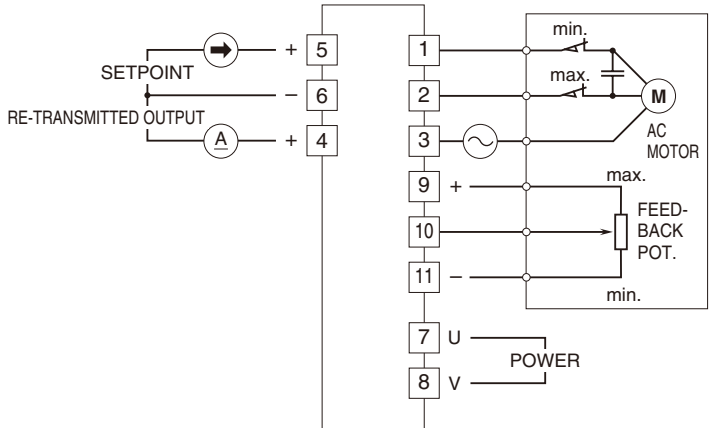 min.
+ 5
1
SETPOINT
max.
− 6
2
M
RE-TRANSMITTED OUTPUT
A + 4
3
AC
MOTOR
max.
9 +
FEED-
BACK
POT.
10
11 −
min.
7 U
POWER
8 V